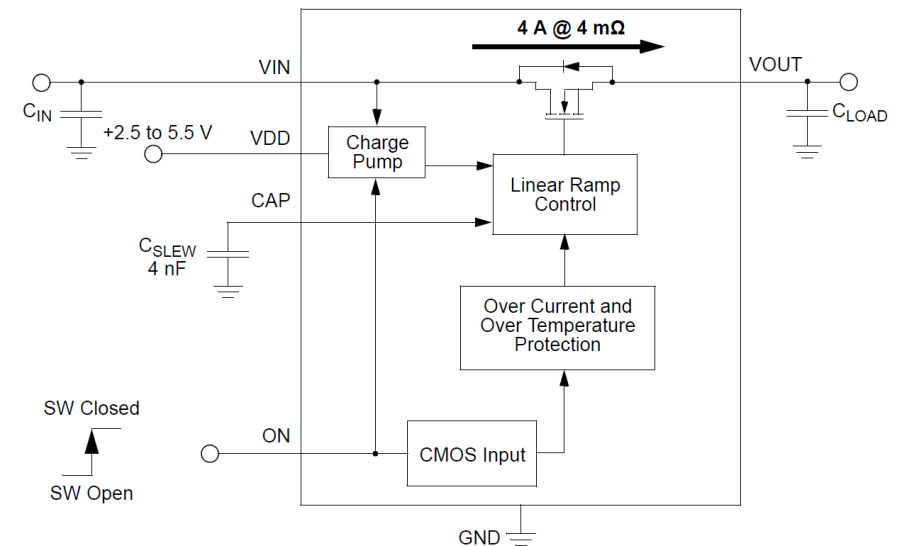 4 A @ 4 mΩ
VIN
VOUT
CIN
CLOAD
+2.5 to 5.5 V
VDD
Charge
Pump
Linear Ramp
Control
CAP
CSLEW
4 nF
Over Current and
Over Temperature
Protection
SW Closed
ON
CMOS Input
SW Open
GND